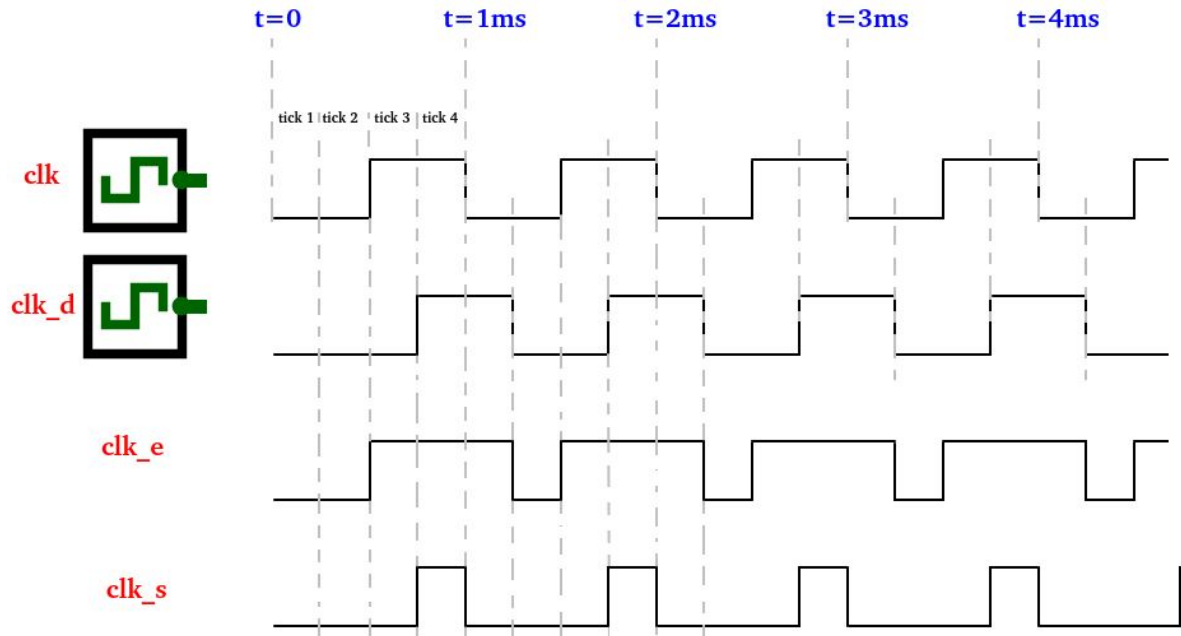 t=0 t=1ms t=2ms t=3ms t=4ms
tick 1 tick 2 tick 3 tick 4
clk
clk_d
clk_e
clk_s